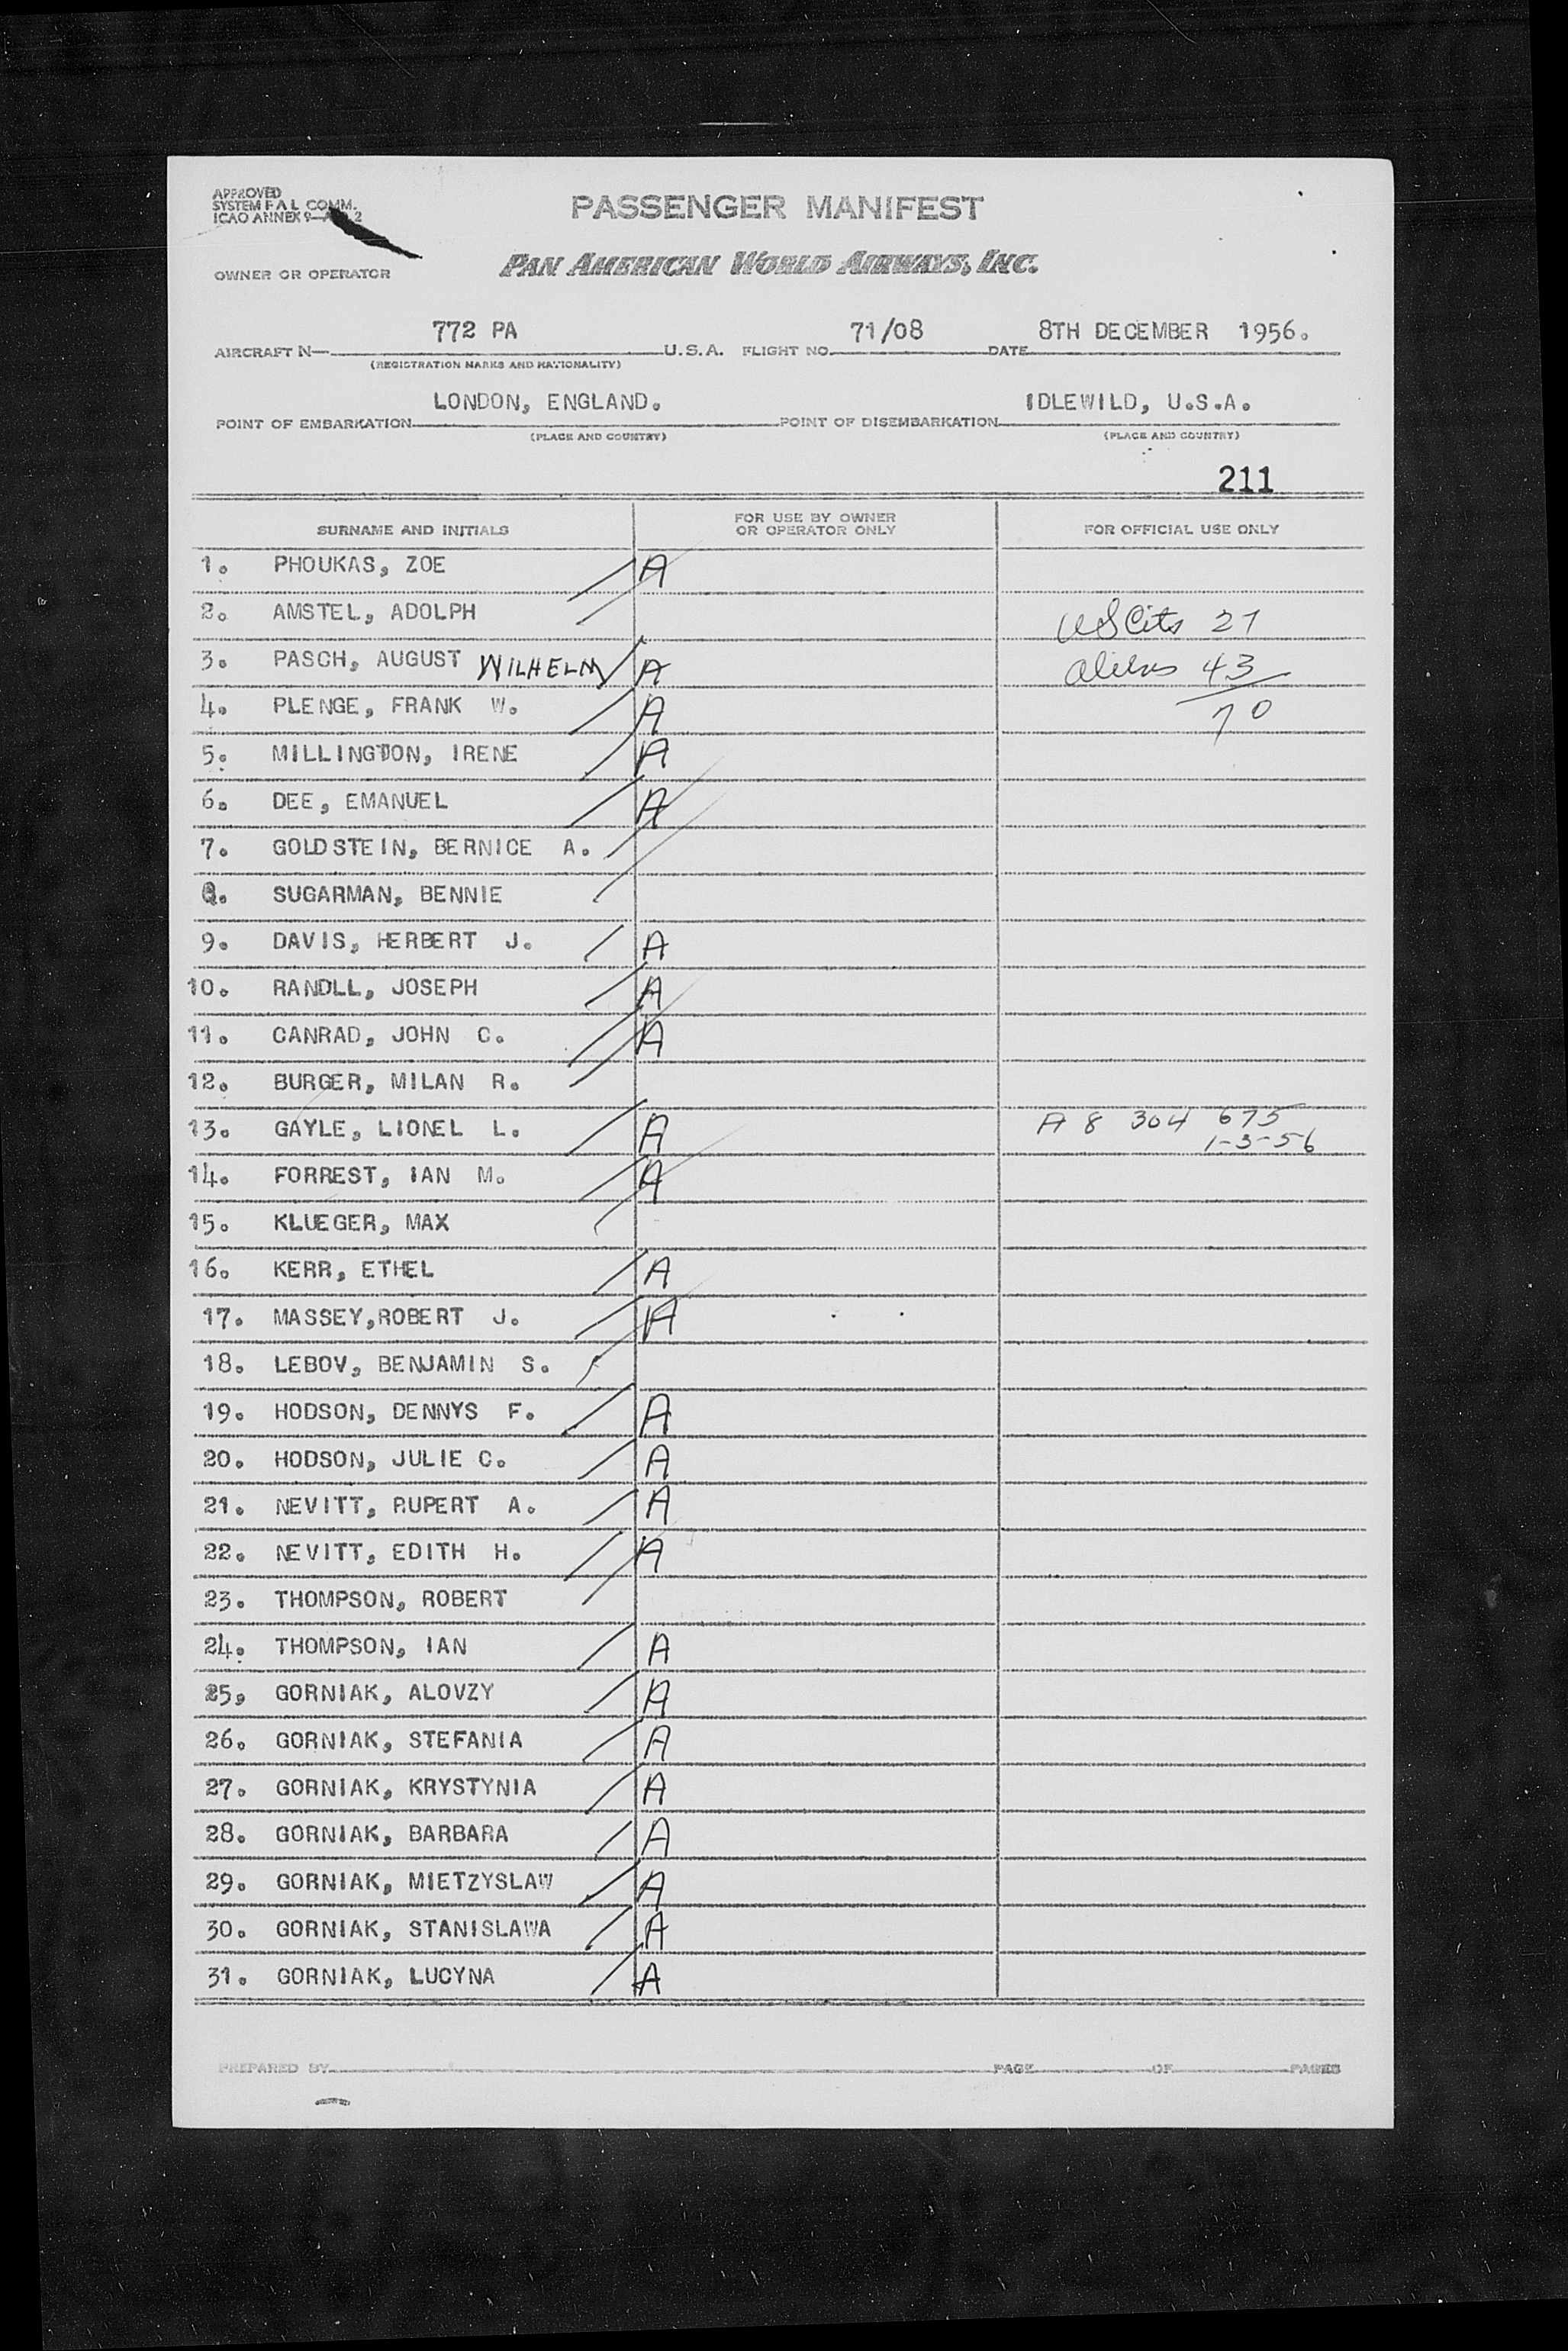 APPROVED
SYSTEM F A L COMM.
ICAO ANNEX 9- 2
PASSENGER MANIFEST
OWNER OR OPERATOR
PAN AMERICAN WORLD AIRWAYS, INC.
772 PA 71/08 8TH DECEMBER 1956.
AIRCRAFT N— U.S.A. FLIGHT NO. DATE
(REGISTRATION MARKS AND NATIONALITY)
LONDON, ENGLAND. IDLEWILD, U.S.A.
POINT OF EMBARKATION POINT OF DISEMBARKATION
(PLACE AND COUNTRY) (PLACE AND COUNTRY)
211
SURNAME AND INITIALS FOR USE BY OWNER OR OPERATOR ONLY FOR OFFICIAL USE ONLY
1. PHOUKAS, ZOE A
2. AMSTEL, ADOLPH US Cits 27
3. PASCH, AUGUST WILHELM A aliens 43
4. PLENGE, FRANK W. A 70
5. MILLINGTON, IRENE A
6. DEE, EMANUEL A
7. GOLDSTEIN, BERNICE A.
8. SUGARMAN, BENNIE
9. DAVIS, HERBERT J. A
10. RANDLL, JOSEPH A
11. CANRAD, JOHN C. A
12. BURGER, MILAN R.
13. GAYLE, LIONEL L. A A 8 304 675
1-3-56
14. FORREST, IAN M. A
15. KLUEGER, MAX
16. KERR, ETHEL A
17. MASSEY,ROBERT J. A
18. LEBOV, BENJAMIN S.
19. HODSON, DENNYS F. A
20. HODSON, JULIE C. A
21. NEVITT, RUPERT A. A
22. NEVITT, EDITH H. A
23. THOMPSON, ROBERT
24. THOMPSON, IAN A
25, GORNIAK, ALOVZY A
26. GORNIAK, STEFANIA A
27. GORNIAK, KRYSTYNIA A
28. GORNIAK, BARBARA A
29. GORNIAK, MIETZYSLAW A
30. GORNIAK, STANISLAWA A
31. GORNIAK, LUCYNA A
PREPARED BY PAGE OF PAGES